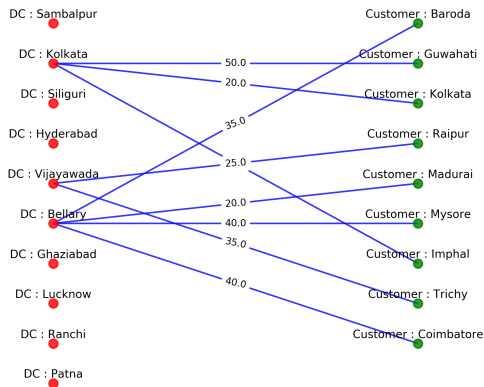 DC : Sambalpur
Customer : Baroda
DC : Kolkata
50.0
Customer : Guwahati
20.0
DC : Siliguri
Customer : Kolkata
35.0
DC : Hyderabad
Customer : Raipur
25.0
DC : Vijayawada
Customer : Madurai
20.0
DC : Bellary
40.0
Customer : Mysore
35.0
DC : Ghaziabad
Customer : Imphal
40.0
DC : Lucknow
Customer : Trichy
DC : Ranchi
Customer : Coimbatore
DC : Patna